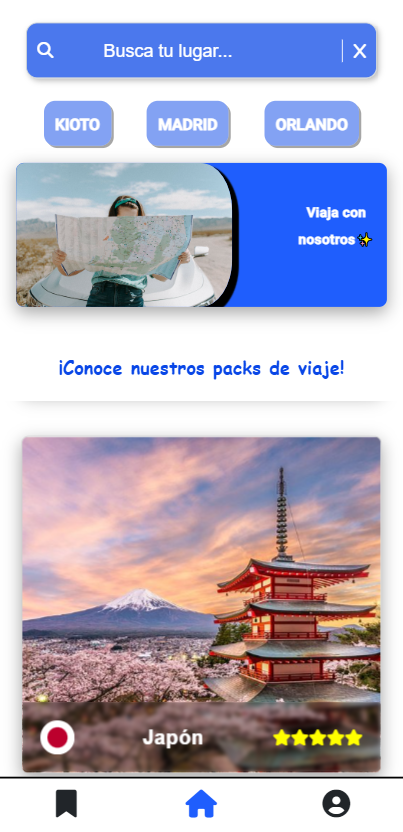 Busca tu lugar... X
KIOTO MADRID ORLANDO
Viaja con
nosotros ✨
¡Conoce nuestros packs de viaje!
Japón